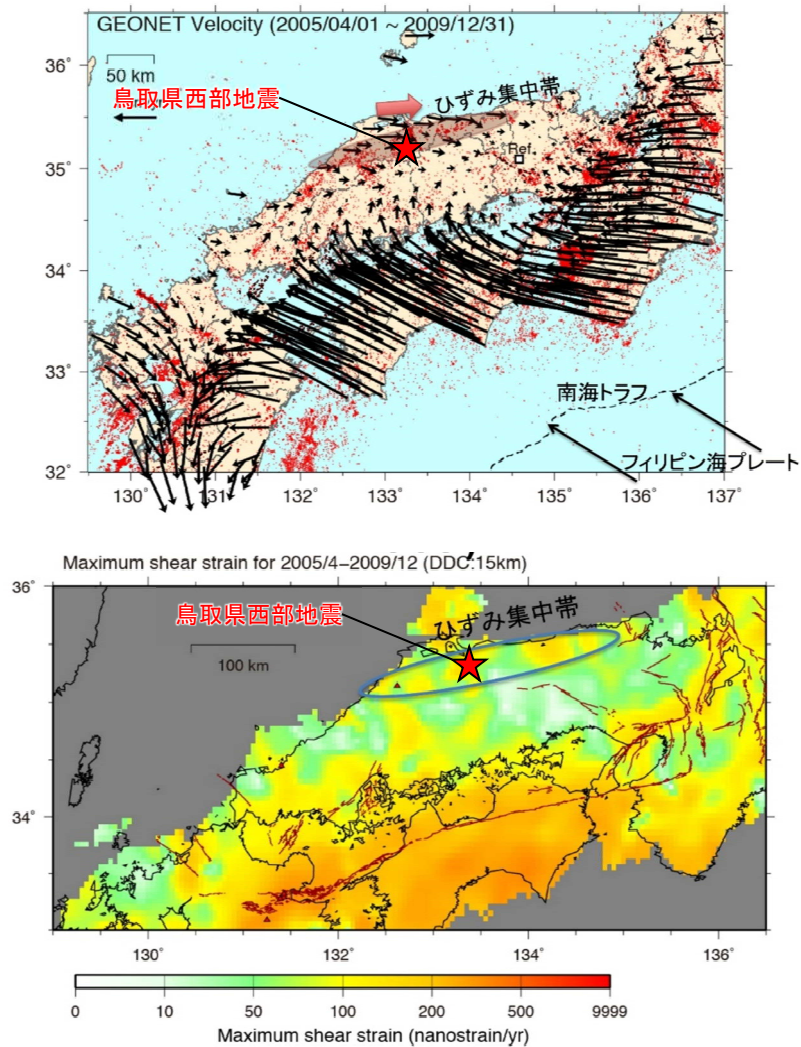 GEONET Velocity (2005/04/01 ~ 2009/12/31)
36˚
50 km
ひずみ集中帯
鳥取県西部地震
Ref.
35˚
34˚
33˚
南海トラフ
フィリピン海プレート
32˚
130˚ 131˚ 132˚ 133˚ 134˚ 135˚ 136˚ 137˚
Maximum shear strain for 2005/4−2009/12 (DDC:15km)
36˚
鳥取県西部地震
ひずみ集中帯
100 km
34˚
130˚ 132˚ 134˚ 136˚
0 10 50 100 200 500 9999
Maximum shear strain (nanostrain/yr)